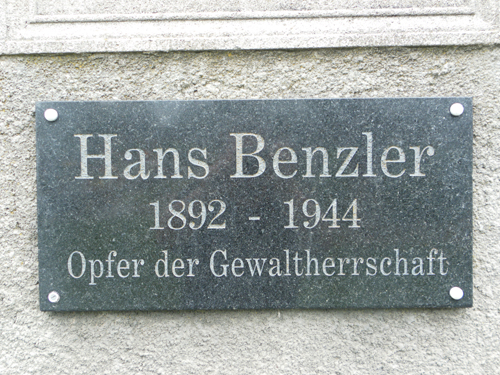 Hans Benzler
1892 - 1944
Opfer der Gewaltherrschaft